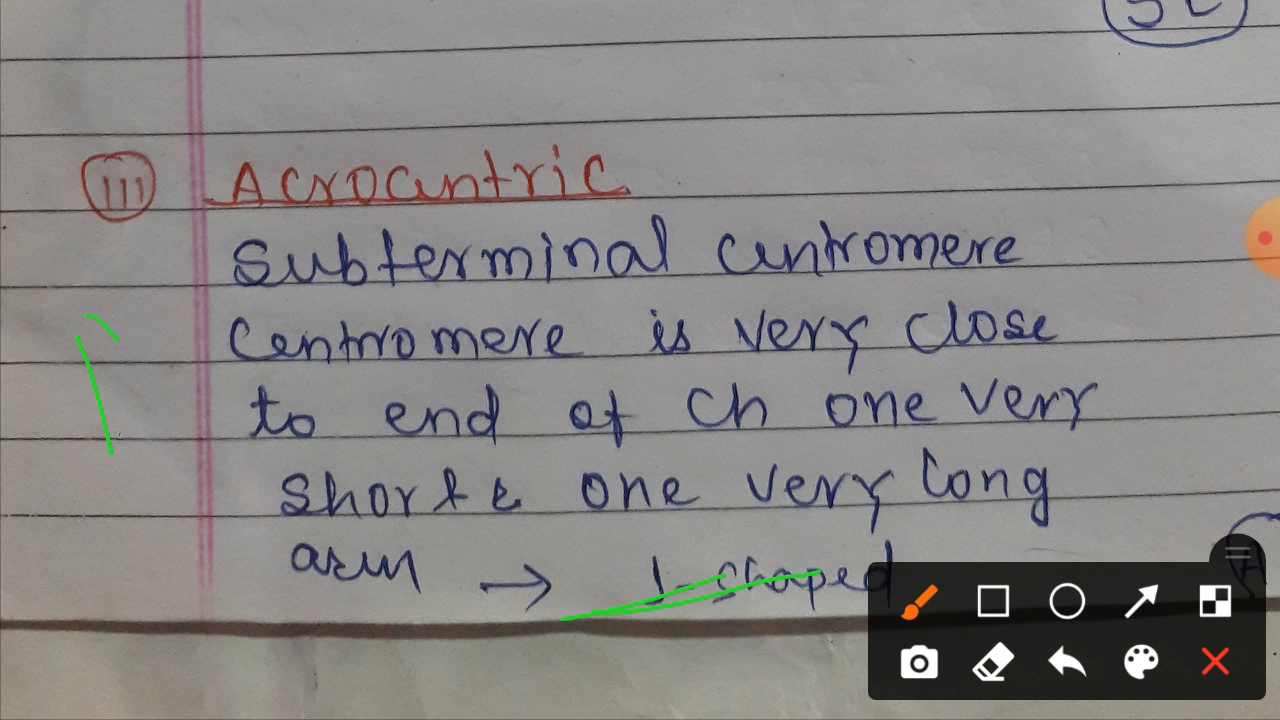 (III) Acrocentric
Subterminal centromere
Centromere is very close
to end of Ch one very
short & one very long
arm → J-shaped